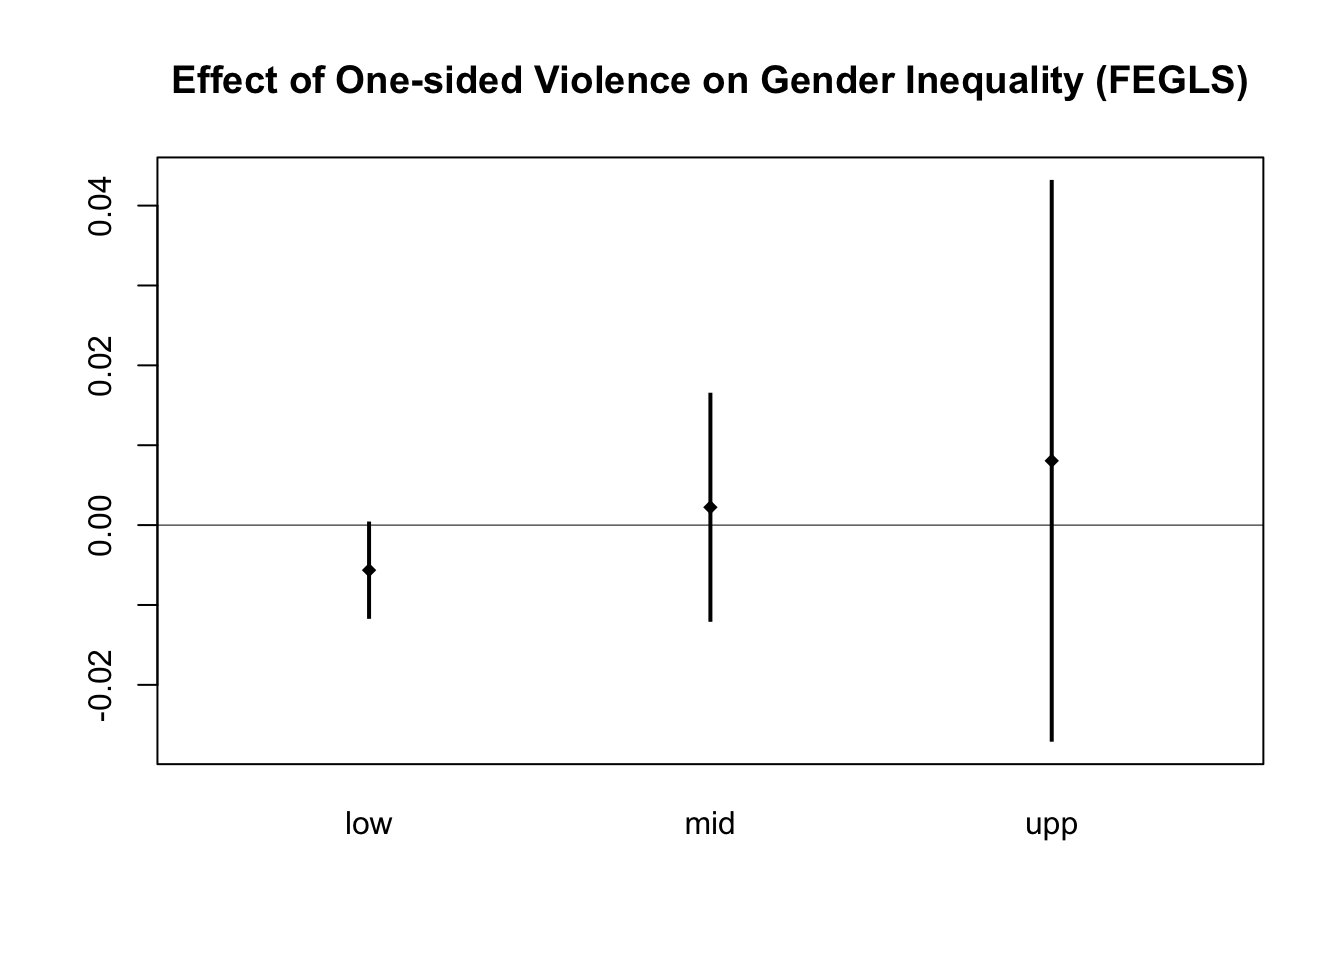 Effect of One-sided Violence on Gender Inequality (FEGLS)
0.04
0.02
0.00
-0.02
low mid upp